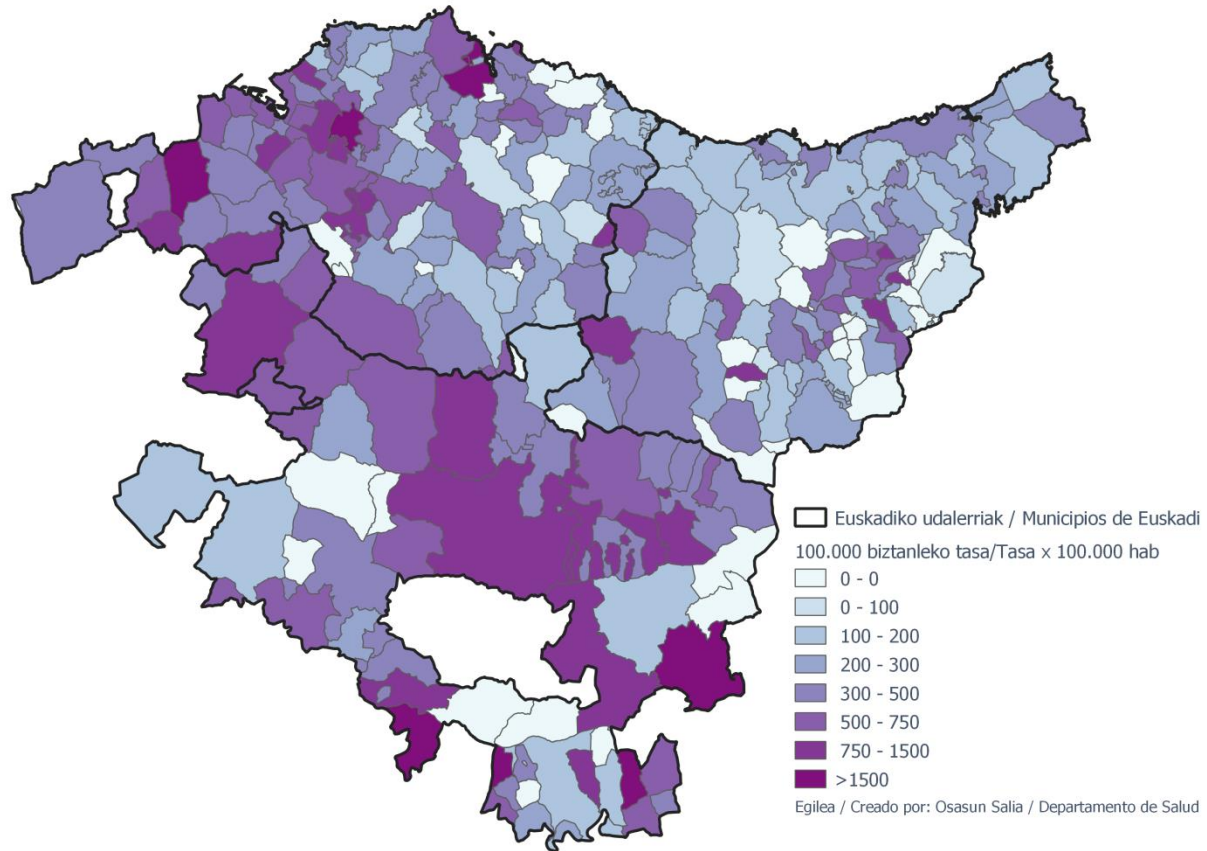 Euskadiko udalerriak / Municipios de Euskadi
100.000 biztanleko tasa/Tasa x 100.000 hab
0 - 0
0 - 100
100 - 200
200 - 300
300 - 500
500 - 750
750 - 1500
>1500
Egilea / Creado por: Osasun Salia / Departamento de Salud